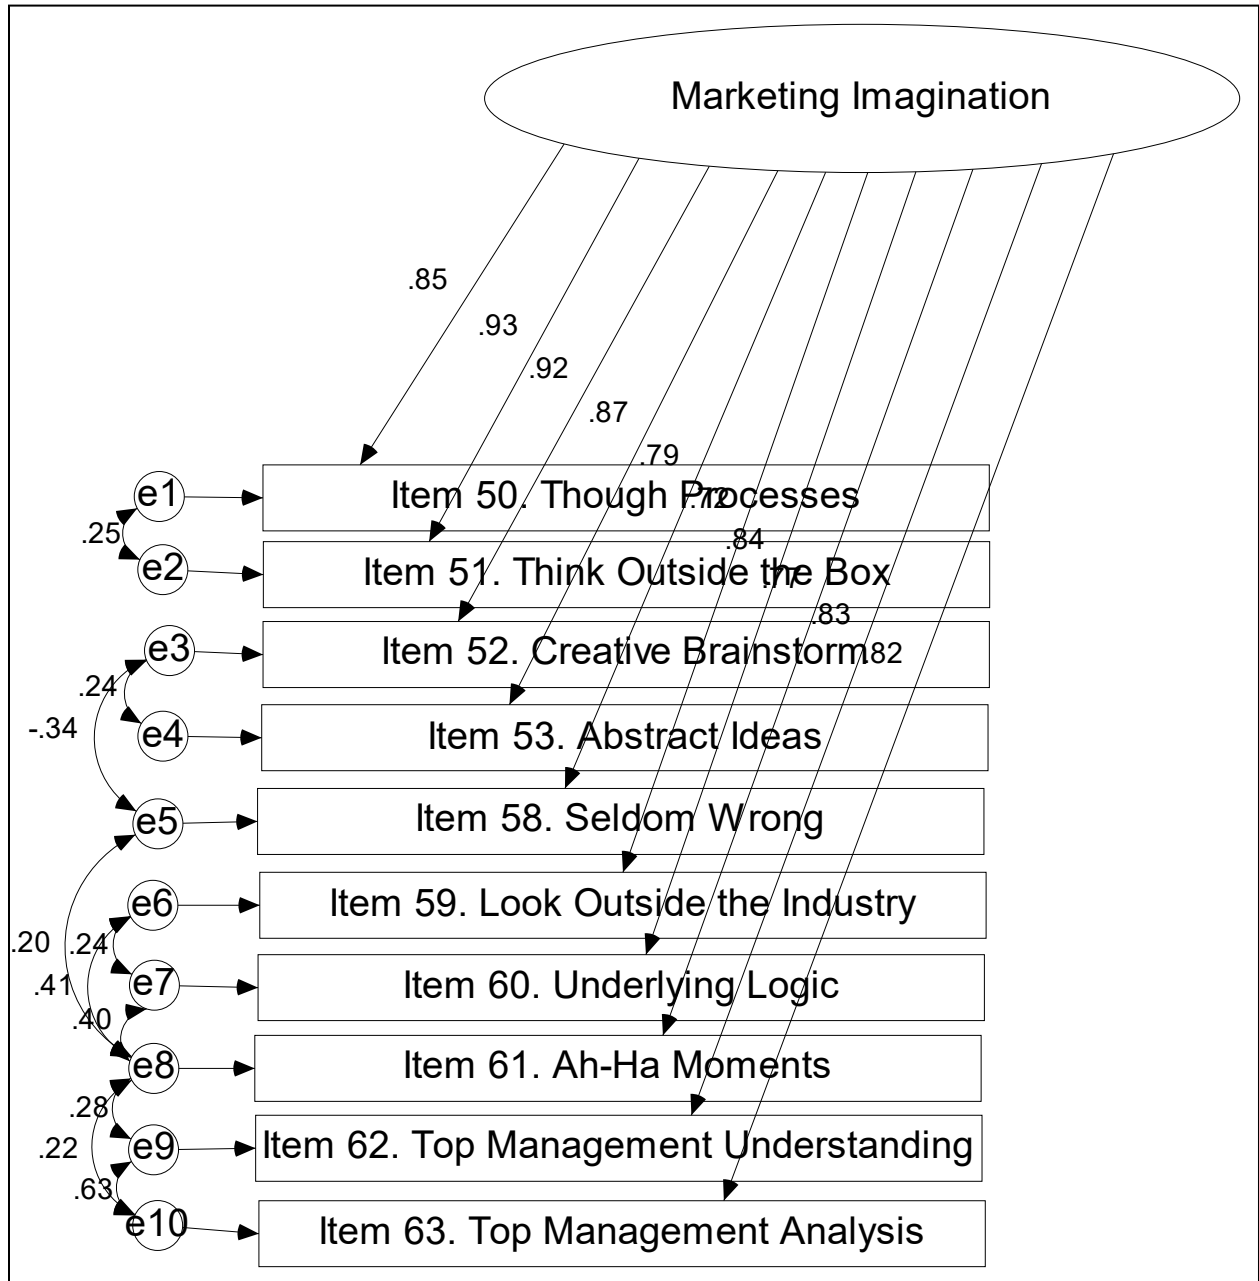 Marketing Imagination
.85
.93
.92
.87
.79
.72
.84
.77
.83
.82
e1
Item 50. Though Processes
.25
e2
Item 51. Think Outside the Box
e3
Item 52. Creative Brainstorm
.24
-.34
e4
Item 53. Abstract Ideas
e5
Item 58. Seldom Wrong
e6
Item 59. Look Outside the Industry
.20
.24
.41
e7
Item 60. Underlying Logic
.40
e8
Item 61. Ah-Ha Moments
.28
.22
e9
Item 62. Top Management Understanding
.63
e10
Item 63. Top Management Analysis